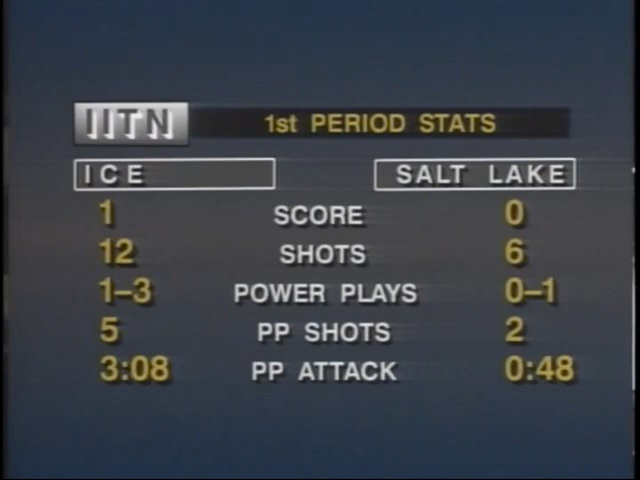 IITN 1st PERIOD STATS
ICE SALT LAKE
1 SCORE 0
12 SHOTS 6
1–3 POWER PLAYS 0–1
5 PP SHOTS 2
3:08 PP ATTACK 0:48